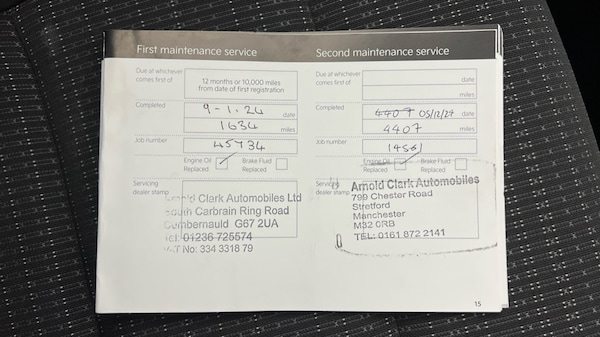 First maintenance service
Due at whichever
comes first of
12 months or 10,000 miles
from date of first registration
Completed
9-1.24 date
1634 miles
Job number
45734
Engine Oil
Replaced
Brake Fluid
Replaced
Servicing
dealer stamp
Arnold Clark Automobiles Ltd
South Carbrain Ring Road
Cumbernauld G67 2UA
Tel: 01236 725574
VAT No: 334 3318 79
Second maintenance service
Due at whichever
comes first of
date
miles
Completed
4407 05/12/24 date
4407 miles
Job number
14561
Engine Oil
Replaced
Brake Fluid
Replaced
Servicing
dealer stamp
Arnold Clark Automobiles
799 Chester Road
Stretford
Manchester
M32 0RB
TEL: 0161 872 2141
15